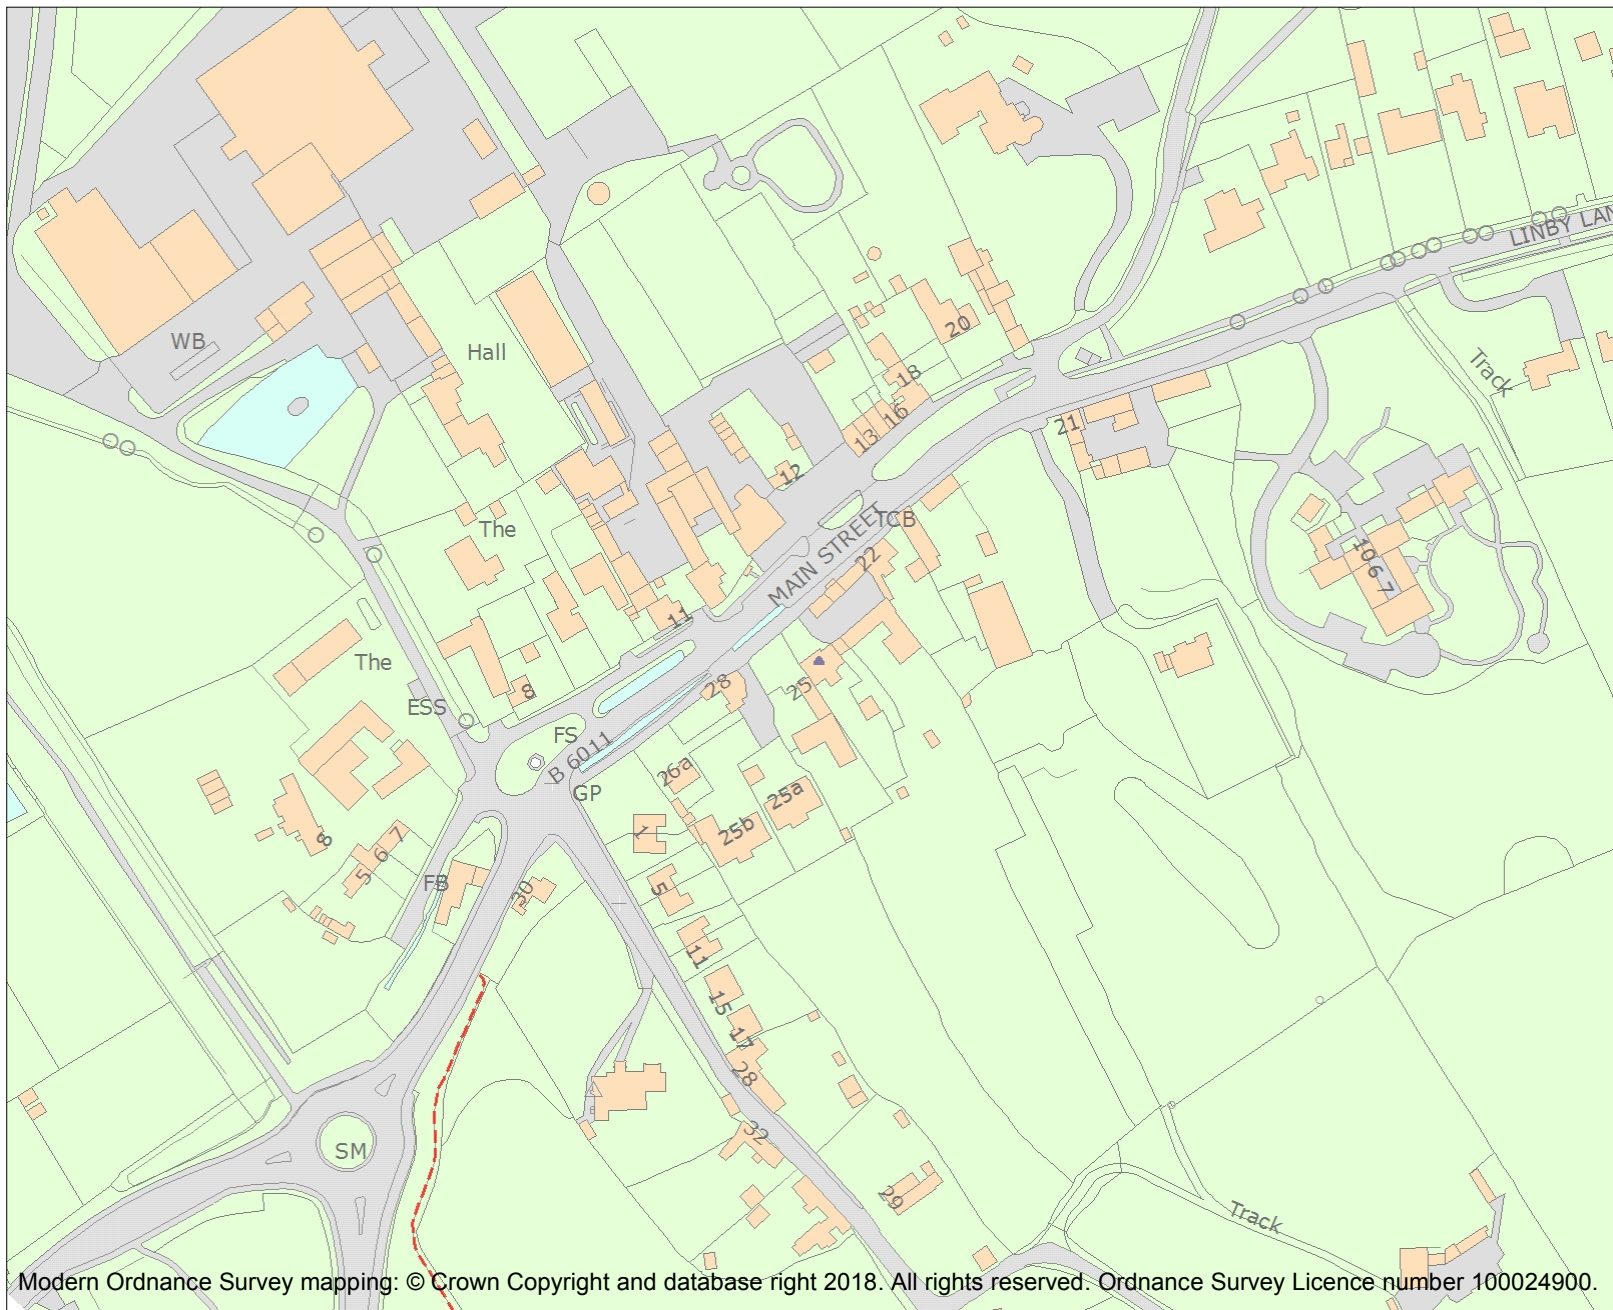 LINBY LAN
WB
Hall
20
18
16
13
12
21
Track
The
TCB
MAIN STREET
22
10 6 7
11
The
ESS
8
28
25
FS
B 6011
GP
26a
25a
25b
1
8
7
6
5
FB
30
5
11
15
17
28
32
SM
29
Track
Modern Ordnance Survey mapping: © Crown Copyright and database right 2018. All rights reserved. Ordnance Survey Licence number 100024900.